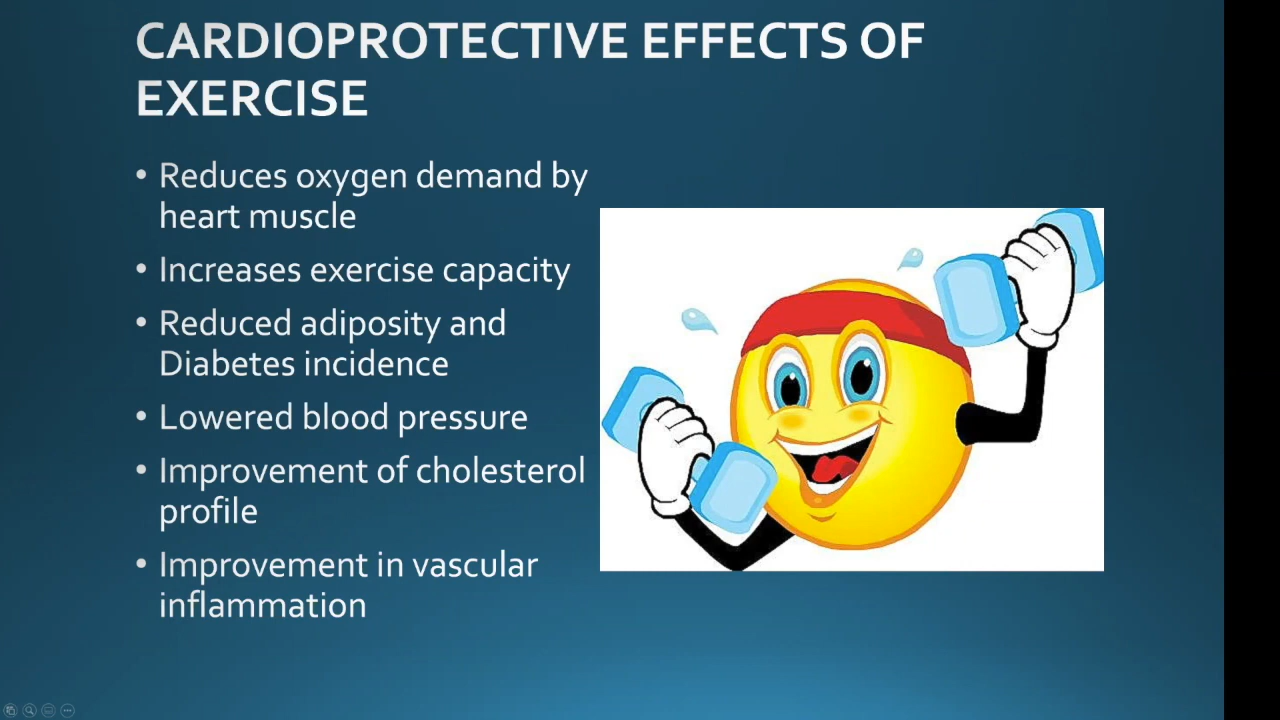 CARDIOPROTECTIVE EFFECTS OF
EXERCISE
• Reduces oxygen demand by
heart muscle
• Increases exercise capacity
• Reduced adiposity and
Diabetes incidence
• Lowered blood pressure
• Improvement of cholesterol
profile
• Improvement in vascular
inflammation